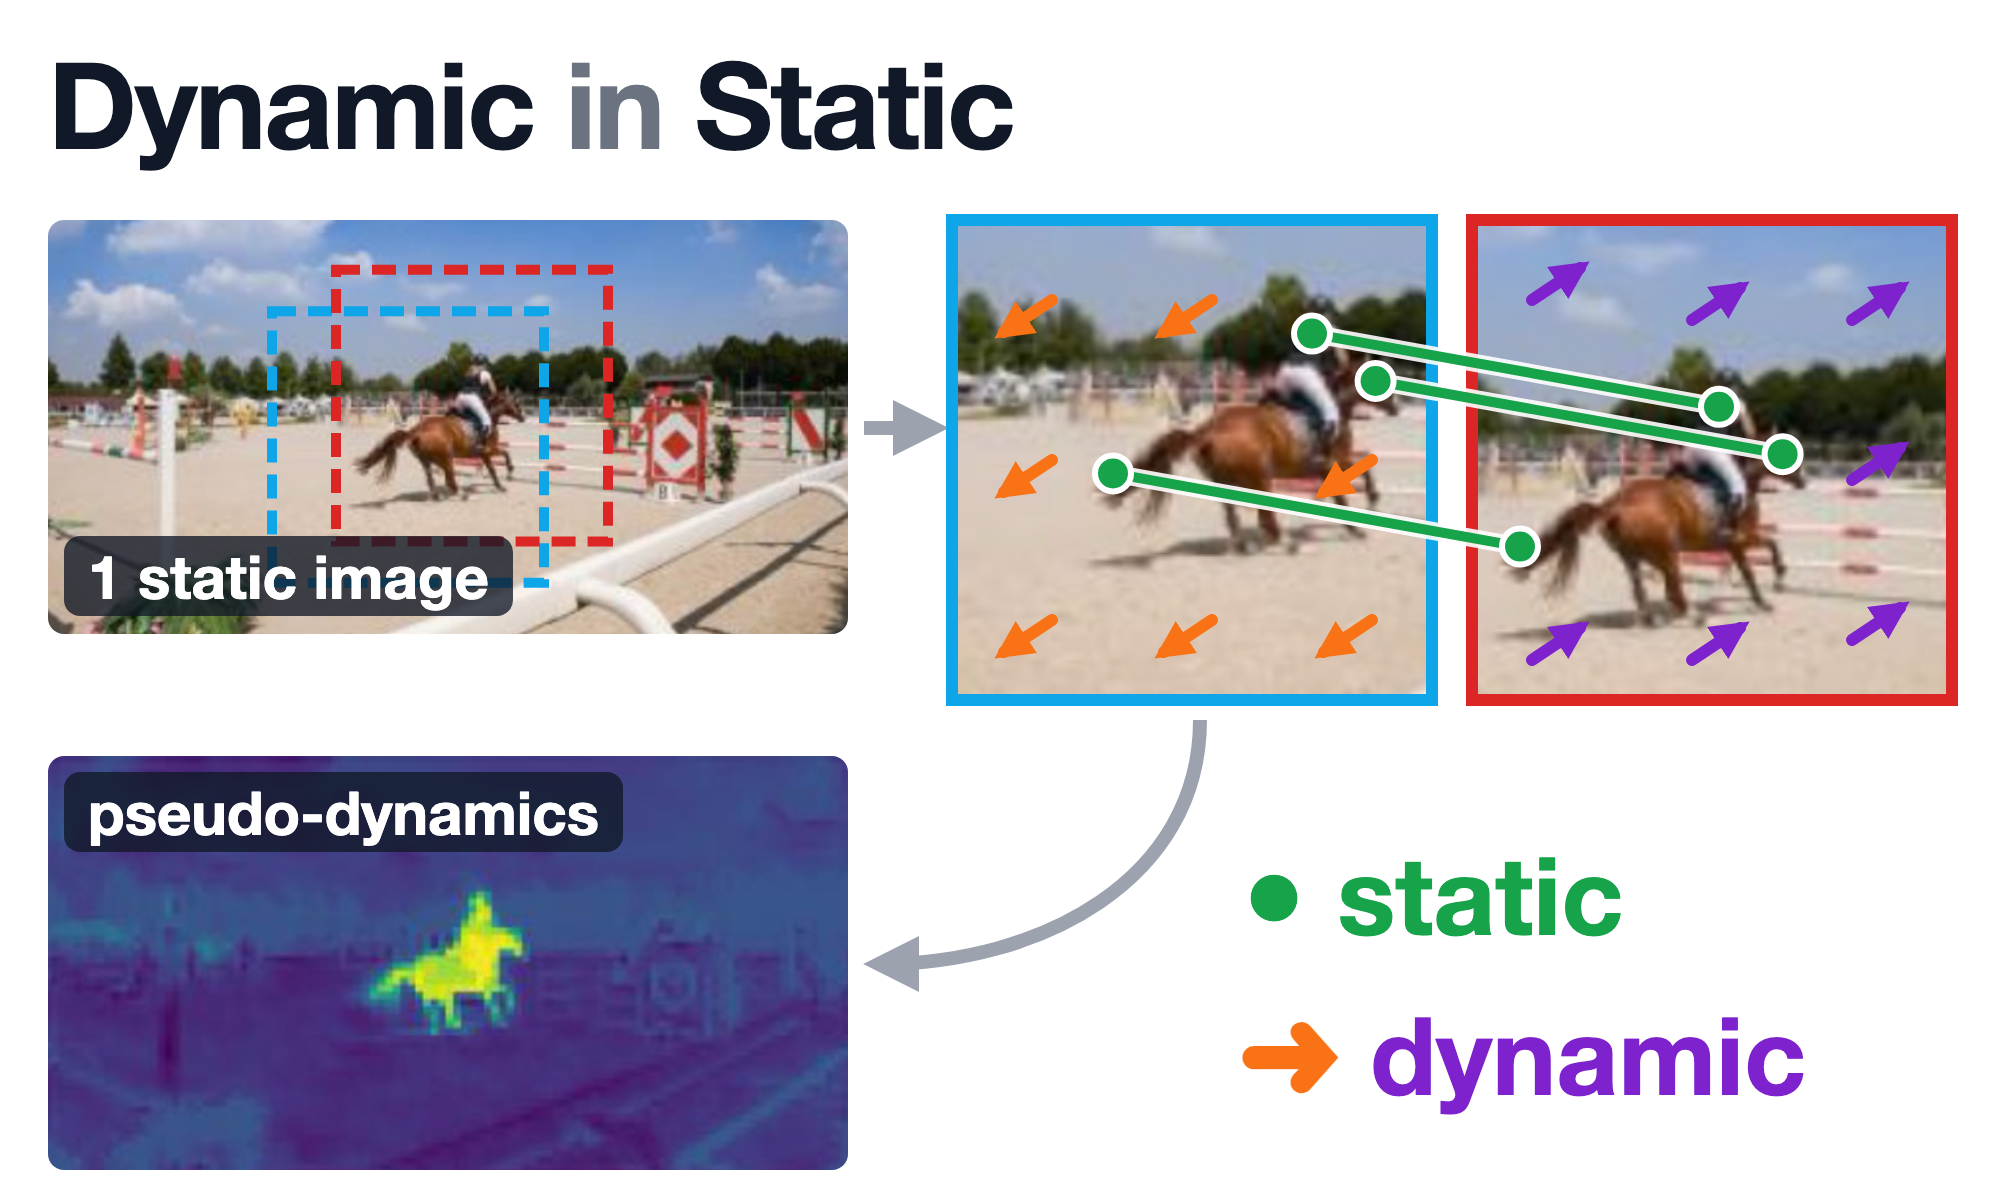 Dynamic in Static
1 static image
pseudo-dynamics
static
dynamic